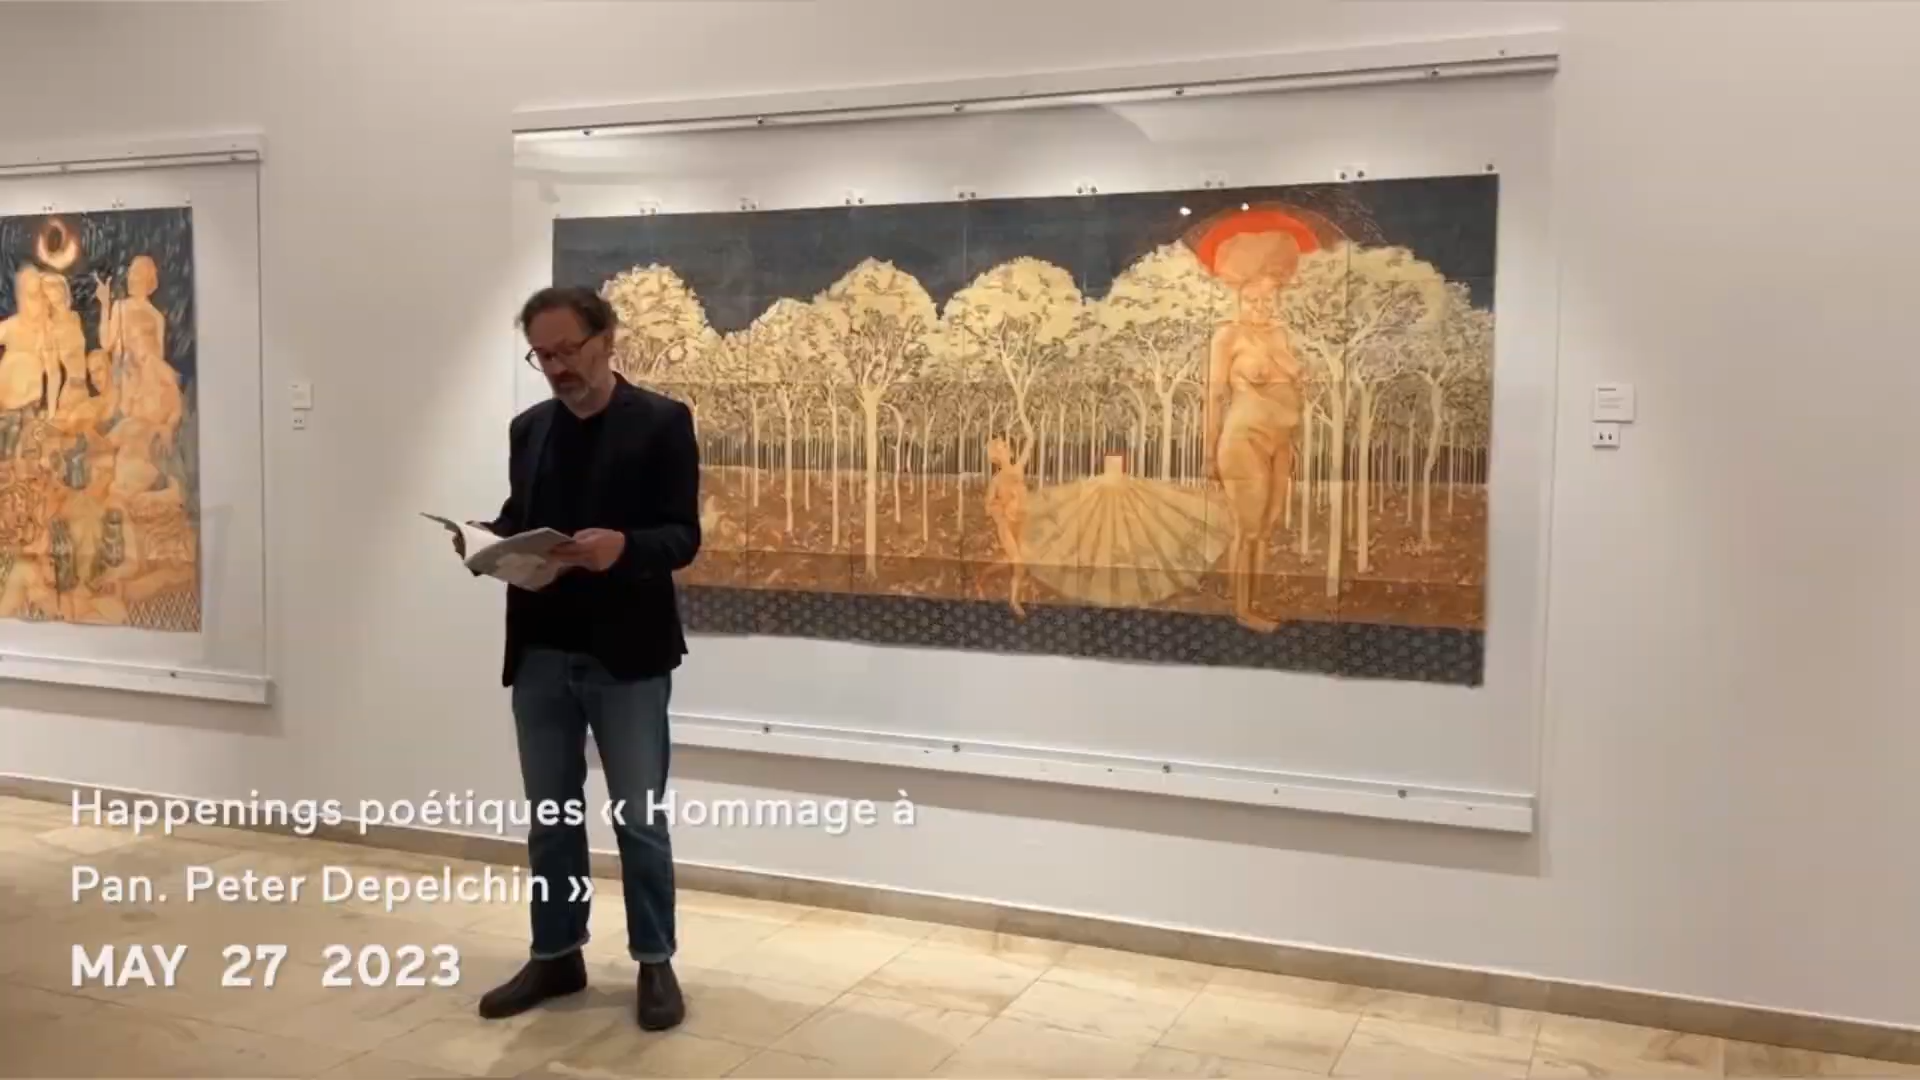 Happenings poétiques « Hommage à
Pan. Peter Depelchin »
MAY 27 2023